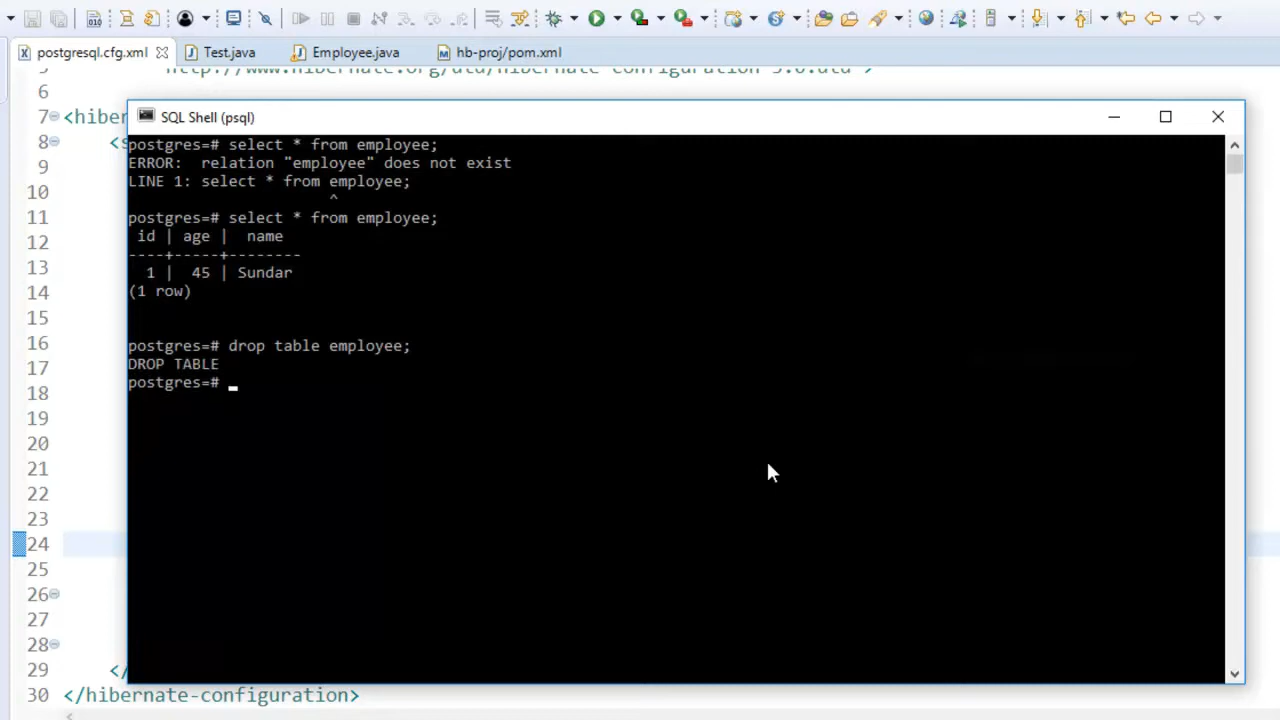 postgresql.cfg.xml
Test.java
Employee.java
hb-proj/pom.xml
6
7 <hiber
SQL Shell (psql)
8 <s
9
10
11
12
13
14
15
16
17
18
19
20
21
22
23
24
25
26
27
28
29 </
30 </hibernate-configuration>
postgres=# select * from employee;
ERROR:  relation "employee" does not exist
LINE 1: select * from employee;
^
postgres=# select * from employee;
id | age |  name
----+-----+--------
1 |  45 | Sundar
(1 row)
postgres=# drop table employee;
DROP TABLE
postgres=#